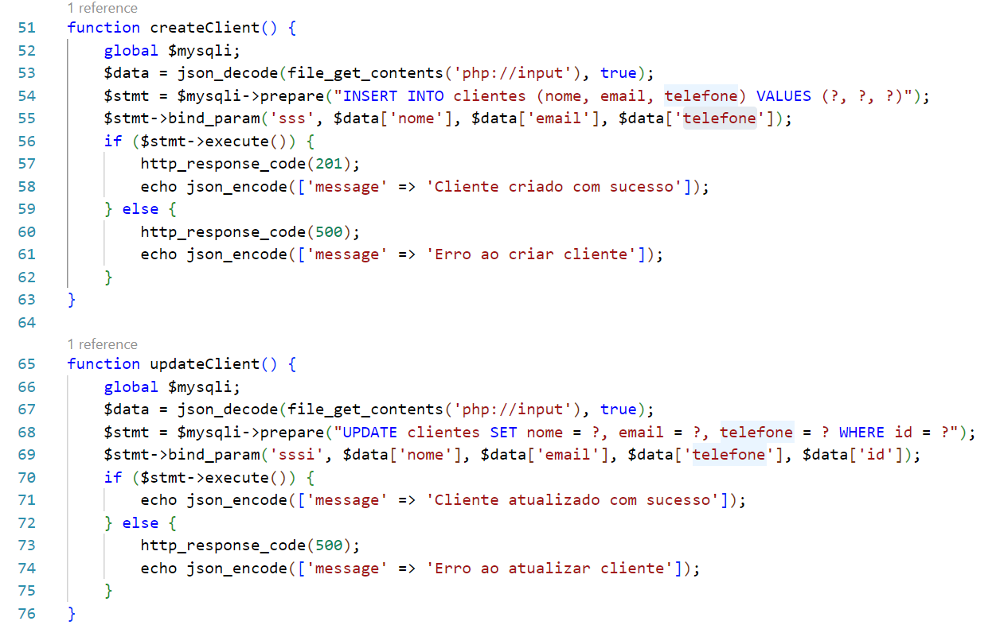 1 reference
51 function createClient() {
52 global $mysqli;
53 $data = json_decode(file_get_contents('php://input'), true);
54 $stmt = $mysqli->prepare("INSERT INTO clientes (nome, email, telefone) VALUES (?, ?, ?)");
55 $stmt->bind_param('sss', $data['nome'], $data['email'], $data['telefone']);
56 if ($stmt->execute()) {
57 http_response_code(201);
58 echo json_encode(['message' => 'Cliente criado com sucesso']);
59 } else {
60 http_response_code(500);
61 echo json_encode(['message' => 'Erro ao criar cliente']);
62 }
63 }
64
1 reference
65 function updateClient() {
66 global $mysqli;
67 $data = json_decode(file_get_contents('php://input'), true);
68 $stmt = $mysqli->prepare("UPDATE clientes SET nome = ?, email = ?, telefone = ? WHERE id = ?");
69 $stmt->bind_param('sssi', $data['nome'], $data['email'], $data['telefone'], $data['id']);
70 if ($stmt->execute()) {
71 echo json_encode(['message' => 'Cliente atualizado com sucesso']);
72 } else {
73 http_response_code(500);
74 echo json_encode(['message' => 'Erro ao atualizar cliente']);
75 }
76 }